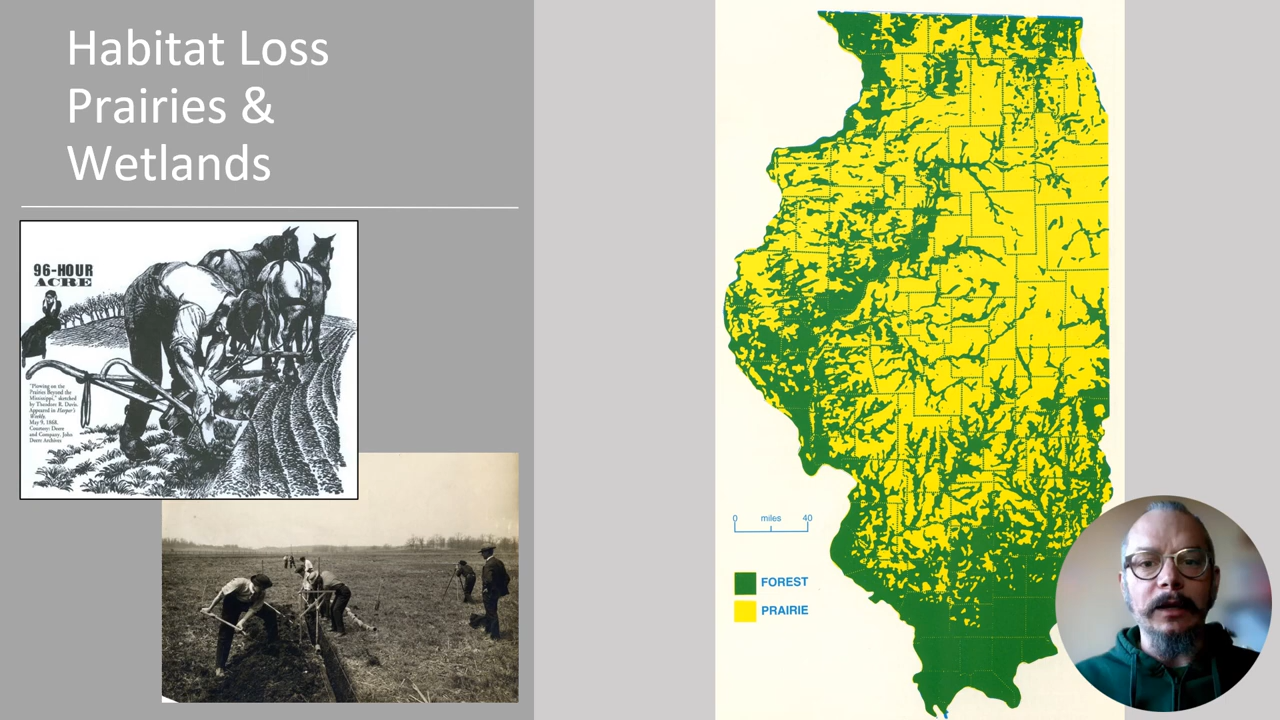 Habitat Loss
Prairies &
Wetlands
96-HOUR
ACRE
"Plowing on the
Prairies Beyond the
Mississippi," sketched
by Theodore R. Davis.
Appeared in Harper's
Weekly,
May 9, 1868.
Courtesy: Deere
and Company, John
Deere Archives
0 miles 40
FOREST
PRAIRIE